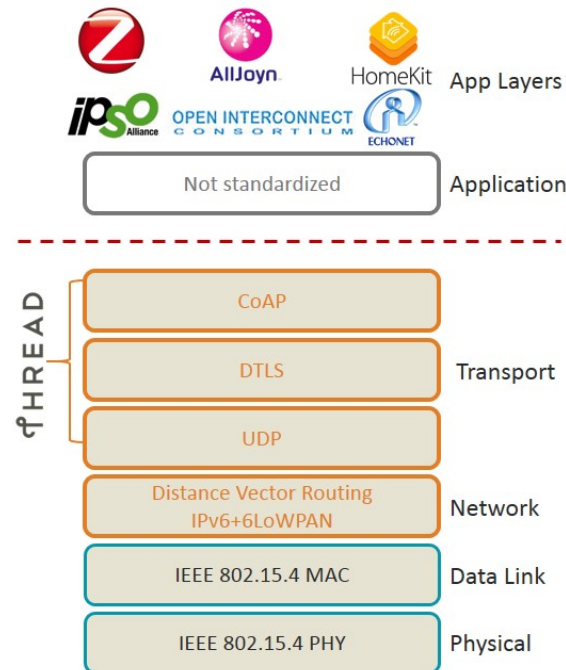 Z
AllJoyn
HomeKit
App Layers
iPSO
Alliance
OPEN INTERCONNECT
CONSORTIUM
ECHONET
Not standardized
Application
THREAD
CoAP
DTLS
Transport
UDP
Distance Vector Routing
IPv6+6LoWPAN
Network
IEEE 802.15.4 MAC
Data Link
IEEE 802.15.4 PHY
Physical